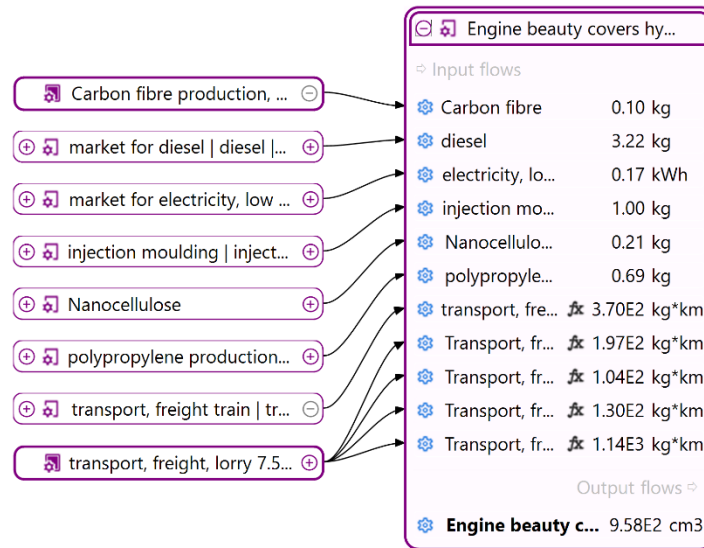 Engine beauty covers hy...
Input flows
Carbon fibre production, ...
market for diesel | diesel |...
market for electricity, low ...
injection moulding | inject...
Nanocellulose
polypropylene production...
transport, freight train | tr...
transport, freight, lorry 7.5...
Carbon fibre 0.10 kg
diesel 3.22 kg
electricity, lo... 0.17 kWh
injection mo... 1.00 kg
Nanocellulo... 0.21 kg
polypropyle... 0.69 kg
transport, fre... fx 3.70E2 kg*km
Transport, fr... fx 1.97E2 kg*km
Transport, fr... fx 1.04E2 kg*km
Transport, fr... fx 1.30E2 kg*km
Transport, fr... fx 1.14E3 kg*km
Output flows
Engine beauty c... 9.58E2 cm3